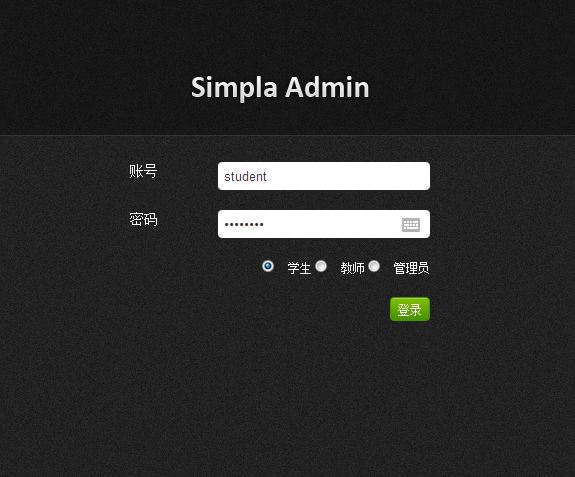 Simpla Admin
账号
student
密码
••••••••
学生 教师 管理员
登录